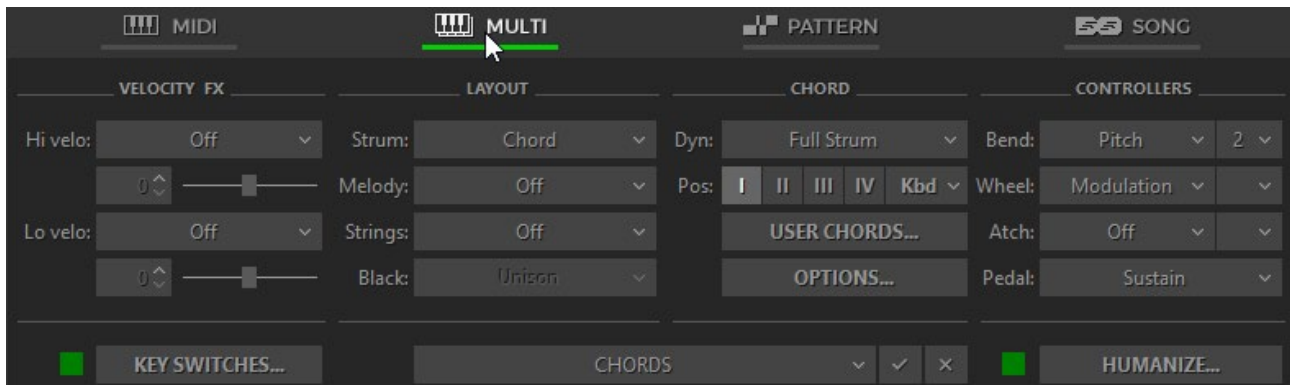 MIDI MULTI PATTERN SONG
VELOCITY FX LAYOUT CHORD CONTROLLERS
Hi velo: Off Strum: Chord Dyn: Full Strum Bend: Pitch 2
0 Melody: Off Pos: I II III IV Kbd Wheel: Modulation
Lo velo: Off Strings: Off USER CHORDS... Atch: Off
0 Black: Unison OPTIONS... Pedal: Sustain
KEY SWITCHES... CHORDS HUMANIZE...